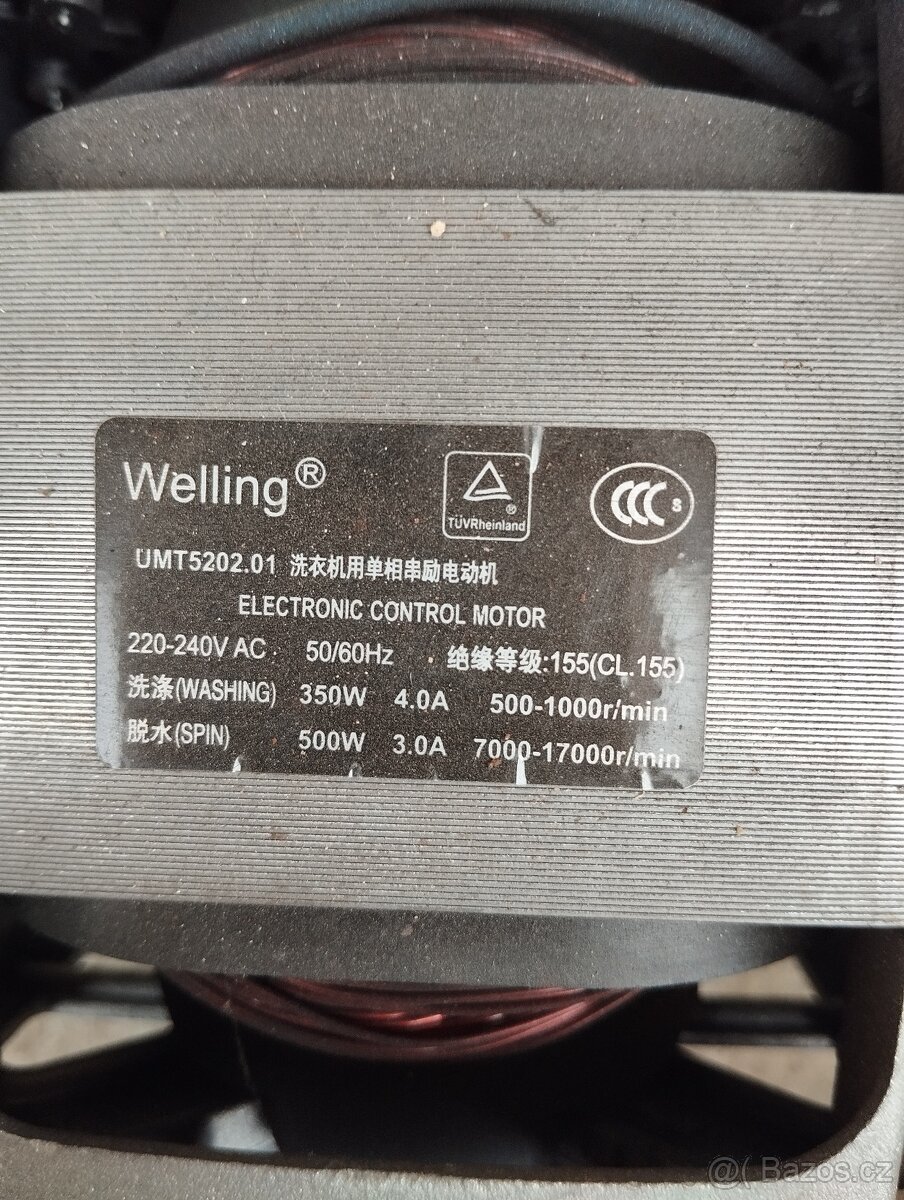 Welling®
TÜVRheinland®
CCC S
UMT5202.01 洗衣机用单相串励电动机
ELECTRONIC CONTROL MOTOR
220-240V AC 50/60Hz 绝缘等级:155(CL.155)
洗涤(WASHING) 350W 4.0A 500-1000r/min
脱水(SPIN) 500W 3.0A 7000-17000r/min
@( Bazos.cz